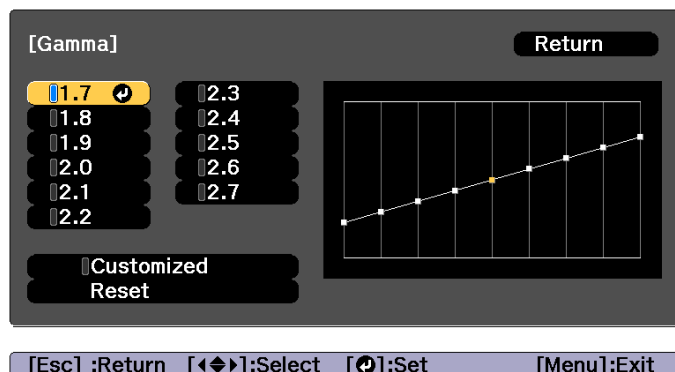 [Gamma] Return
1.7 2.3
1.8 2.4
1.9 2.5
2.0 2.6
2.1 2.7
2.2
Customized
Reset
[Esc] :Return [ ]:Select [ ]:Set [Menu]:Exit